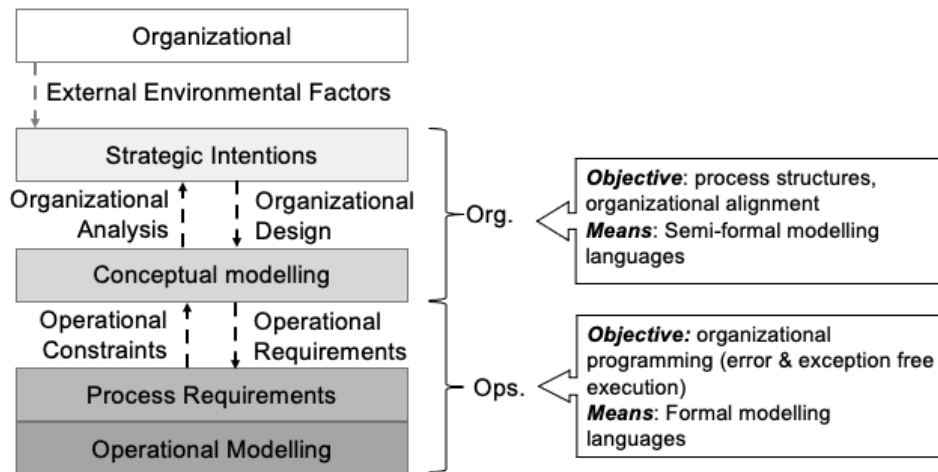 Organizational
External Environmental Factors
Strategic Intentions
Organizational
Analysis
Organizational
Design
Conceptual modelling
Operational
Constraints
Operational
Requirements
Process Requirements
Operational Modelling
Org.
Objective: process structures,
organizational alignment
Means: Semi-formal modelling
languages
Ops.
Objective: organizational
programming (error & exception free
execution)
Means: Formal modelling
languages